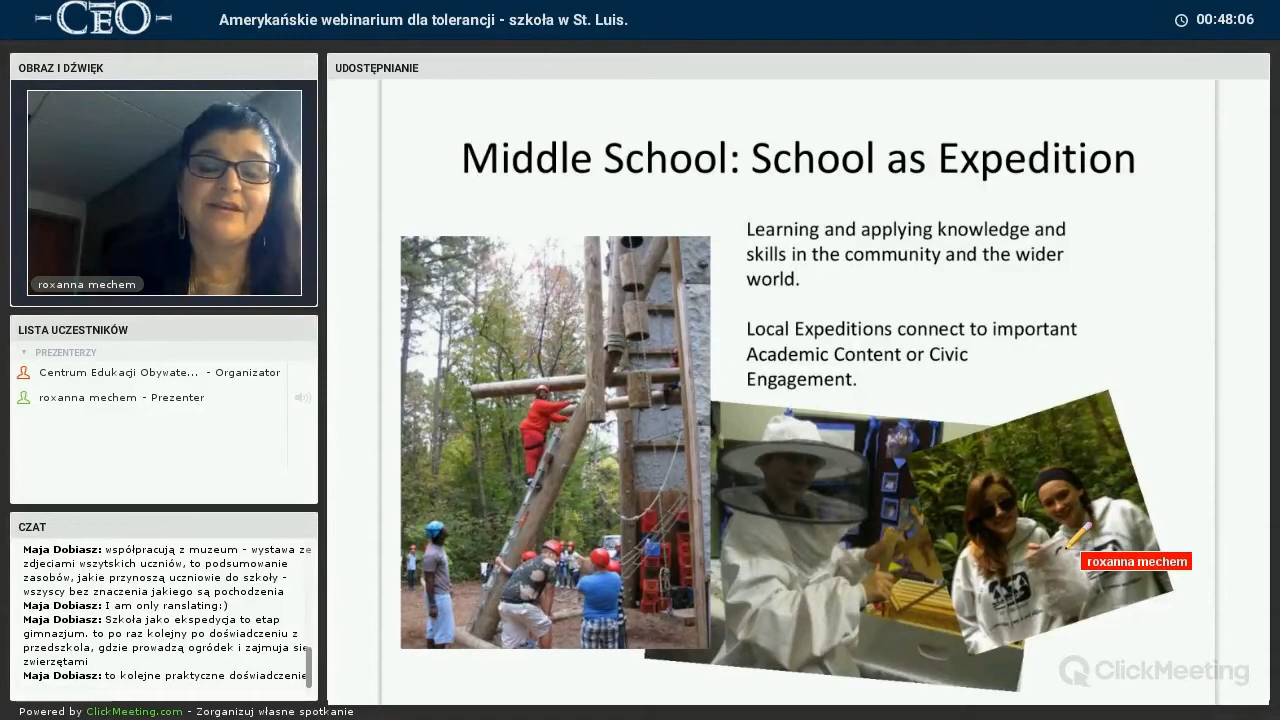 CEO
Amerykańskie webinarium dla tolerancji - szkoła w St. Luis.
00:48:06
OBRAZ I DŹWIĘK
roxanna mechem
LISTA UCZESTNIKÓW
PREZENTERZY
Centrum Edukacji Obywate... - Organizator
roxanna mechem - Prezenter
CZAT
Maja Dobiasz: współpracują z muzeum - wystawa ze
zdjeciami wszytskich uczniów, to podsumowanie
zasobów, jakie przynoszą uczniowie do szkoły -
wszyscy bez znaczenia jakiego są pochodzenia
Maja Dobiasz: I am only ranslating:)
Maja Dobiasz: Szkoła jako ekspedycja to etap
gimnazjum. to po raz kolejny po doświadczeniu z
przedszkola, gdzie prowadzą ogródek i zajmuja sie
zwierzętami
Maja Dobiasz: to kolejne praktyczne doświadczenie
UDOSTĘPNIANIE
Middle School: School as Expedition
Learning and applying knowledge and
skills in the community and the wider
world.
Local Expeditions connect to important
Academic Content or Civic
Engagement.
roxanna mechem
ClickMeeting
Powered by ClickMeeting.com - Zorganizuj własne spotkanie